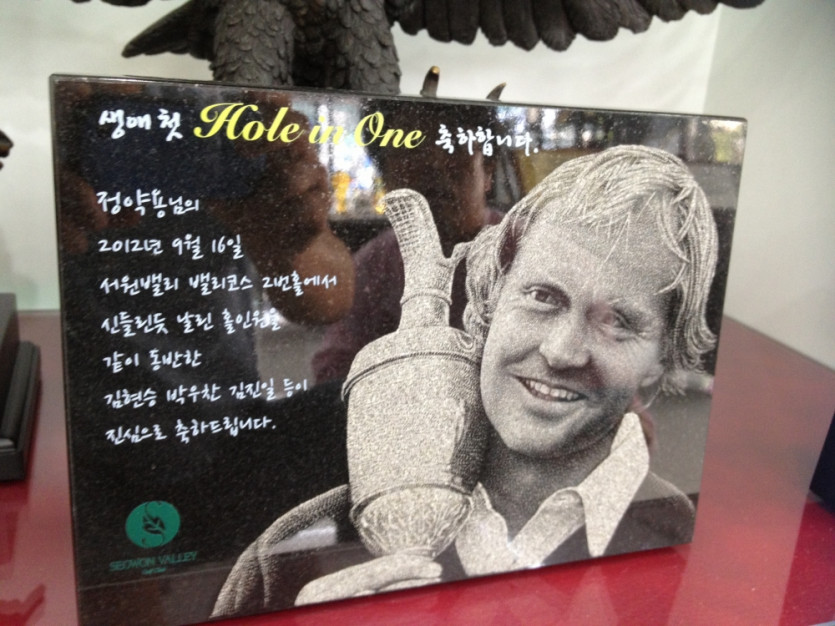 생애 첫 Hole in One 축하합니다.
정약용님의
2012년 9월 16일
서원밸리 밸리코스 2번홀에서
신들린듯 날린 홀인원을
같이 동반한
김현승 박우찬 김진일 등이
진심으로 축하드립니다.
SEOWON VALLEY